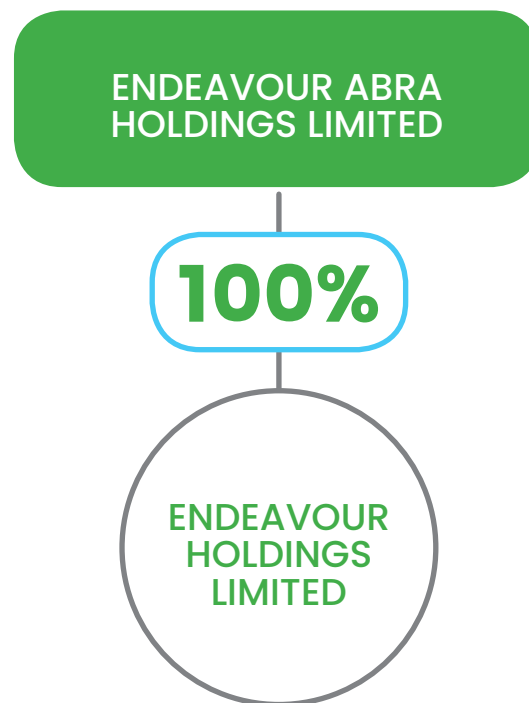 ENDEAVOUR ABRA
HOLDINGS LIMITED
100%
ENDEAVOUR
HOLDINGS
LIMITED